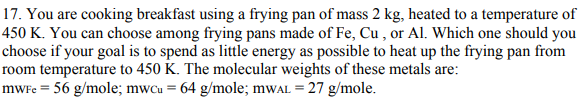 17. You are cooking breakfast using a frying pan of mass 2 kg, heated to a temperature of
450 K. You can choose among frying pans made of Fe, Cu , or Al. Which one should you
choose if your goal is to spend as little energy as possible to heat up the frying pan from
room temperature to 450 K. The molecular weights of these metals are:
mwFe = 56 g/mole; mwCu = 64 g/mole; mwAL = 27 g/mole.